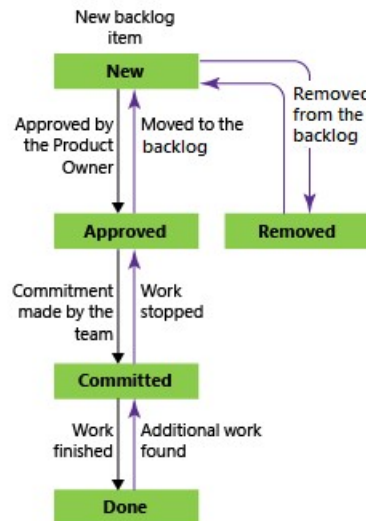 New backlog
item
New
Approved by
the Product
Owner
Moved to the
backlog
Removed
from the
backlog
Approved
Removed
Commitment
made by the
team
Work
stopped
Committed
Work
finished
Additional work
found
Done